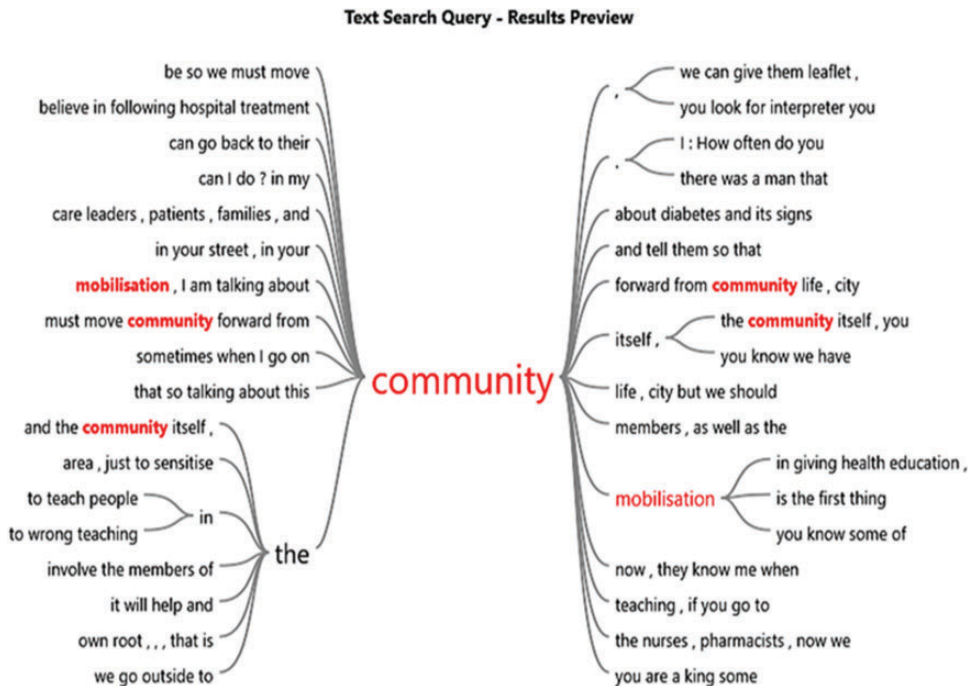 Text Search Query - Results Preview
be so we must move
believe in following hospital treatment
can go back to their
can I do ? in my
care leaders , patients , families , and
in your street , in your
mobilisation , I am talking about
must move community forward from
sometimes when I go on
that so talking about this
and the community itself ,
area , just to sensitise
to teach people
to wrong teaching
in
involve the members of
it will help and
own root , , , that is
we go outside to
the
community
,
we can give them leaflet ,
you look for interpreter you
.
I : How often do you
there was a man that
about diabetes and its signs
and tell them so that
forward from community life , city
itself ,
the community itself , you
you know we have
life , city but we should
members , as well as the
mobilisation
in giving health education ,
is the first thing
you know some of
now , they know me when
teaching , if you go to
the nurses , pharmacists , now we
you are a king some